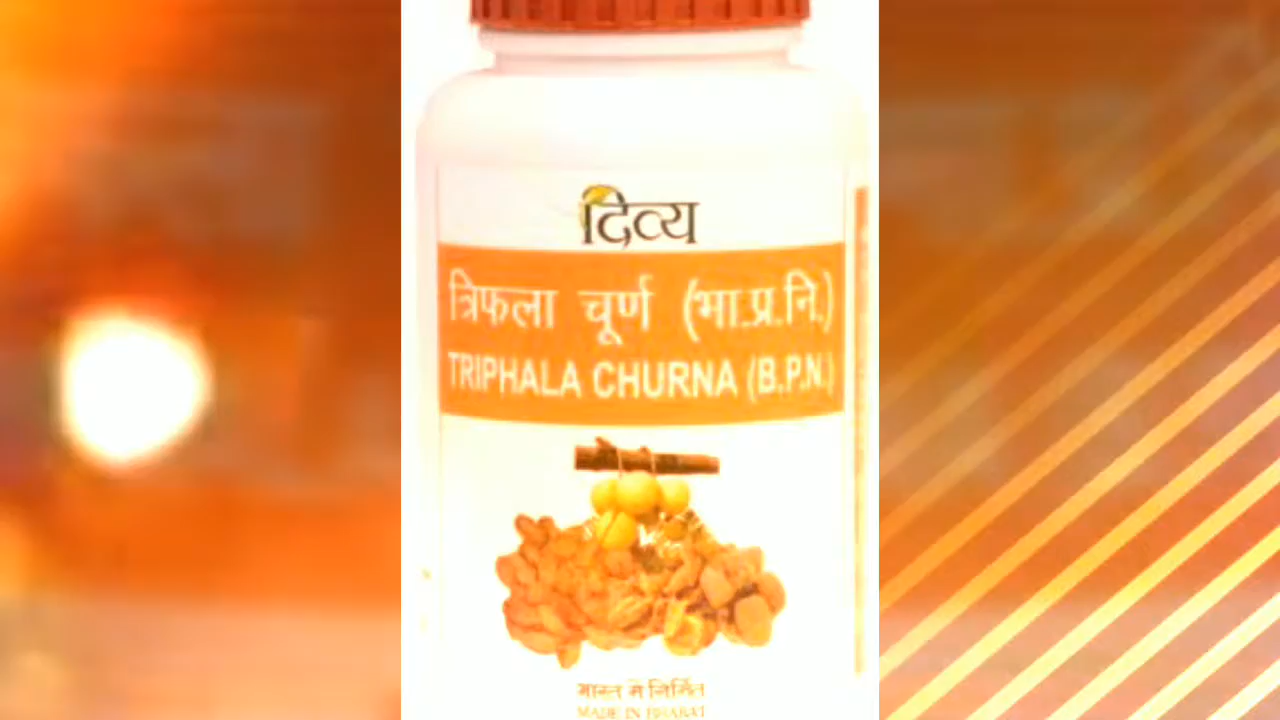 दिव्य
त्रिफला चूर्ण (भा.प्र.नि.)
TRIPHALA CHURNA (B.P.N.)
भारत में निर्मित
MADE IN BHARAT